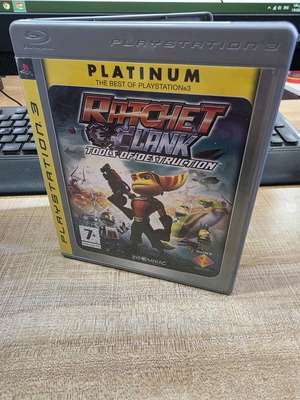 PLAYSTATION 3
PLATINUM
THE BEST OF PLAYSTATION®3
RATCHET
CLANK
TOOLS OF DESTRUCTION
PLAYSTATION 3
7
INSOMNIAC